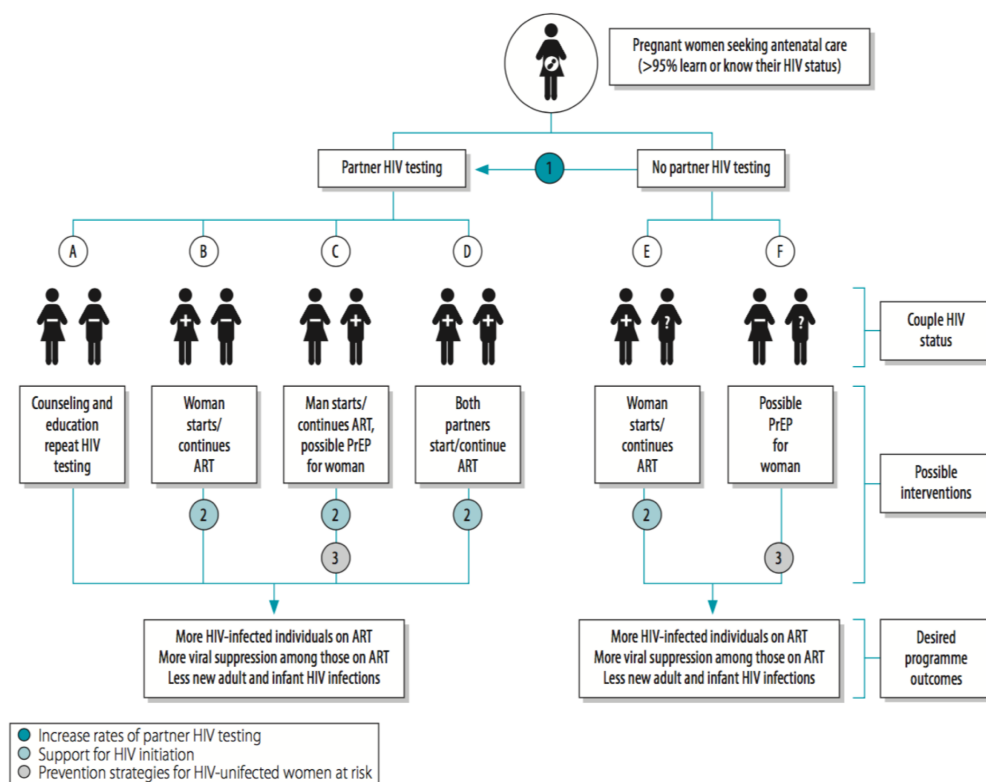 Pregnant women seeking antenatal care
(>95% learn or know their HIV status)
Partner HIV testing
1
No partner HIV testing
A
B
C
D
E
F
− −
+ −
− +
+ +
+ ?
− ?
Couple HIV
status
Counseling and
education
repeat HIV
testing
Woman
starts/
continues
ART
Man starts/
continues ART,
possible PrEP
for woman
Both
partners
start/continue
ART
Woman
starts/
continues
ART
Possible
PrEP
for
woman
Possible
interventions
2
2
2
2
3
3
More HIV-infected individuals on ART
More viral suppression among those on ART
Less new adult and infant HIV infections
More HIV-infected individuals on ART
More viral suppression among those on ART
Less new adult and infant HIV infections
Desired
programme
outcomes
Increase rates of partner HIV testing
Support for HIV initiation
Prevention strategies for HIV-unifected women at risk